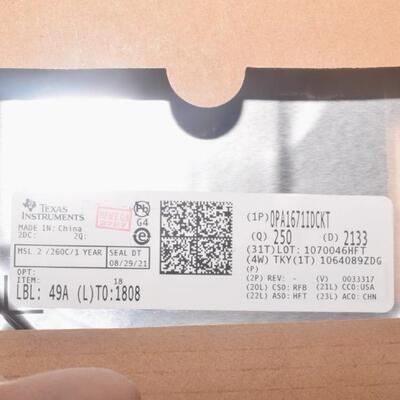 TEXAS
INSTRUMENTS
MADE IN: China
2DC: 2Q:
MSL 2 /260C/1 YEAR SEAL DT
08/29/21
OPT:
ITEM: 18
LBL: 49A (L)TO:1808
Pb
G4
e
(1P) OPA1671IDCKT
(Q) 250 (D) 2133
(31T)LOT: 1070046HFT
(4W) TKY(1T) 1064089ZDG
(P)
(2P) REV: - (V) 0033317
(20L) CSO: RFB (21L) CCO:USA
(22L) ASO: HFT (23L) ACO: CHN